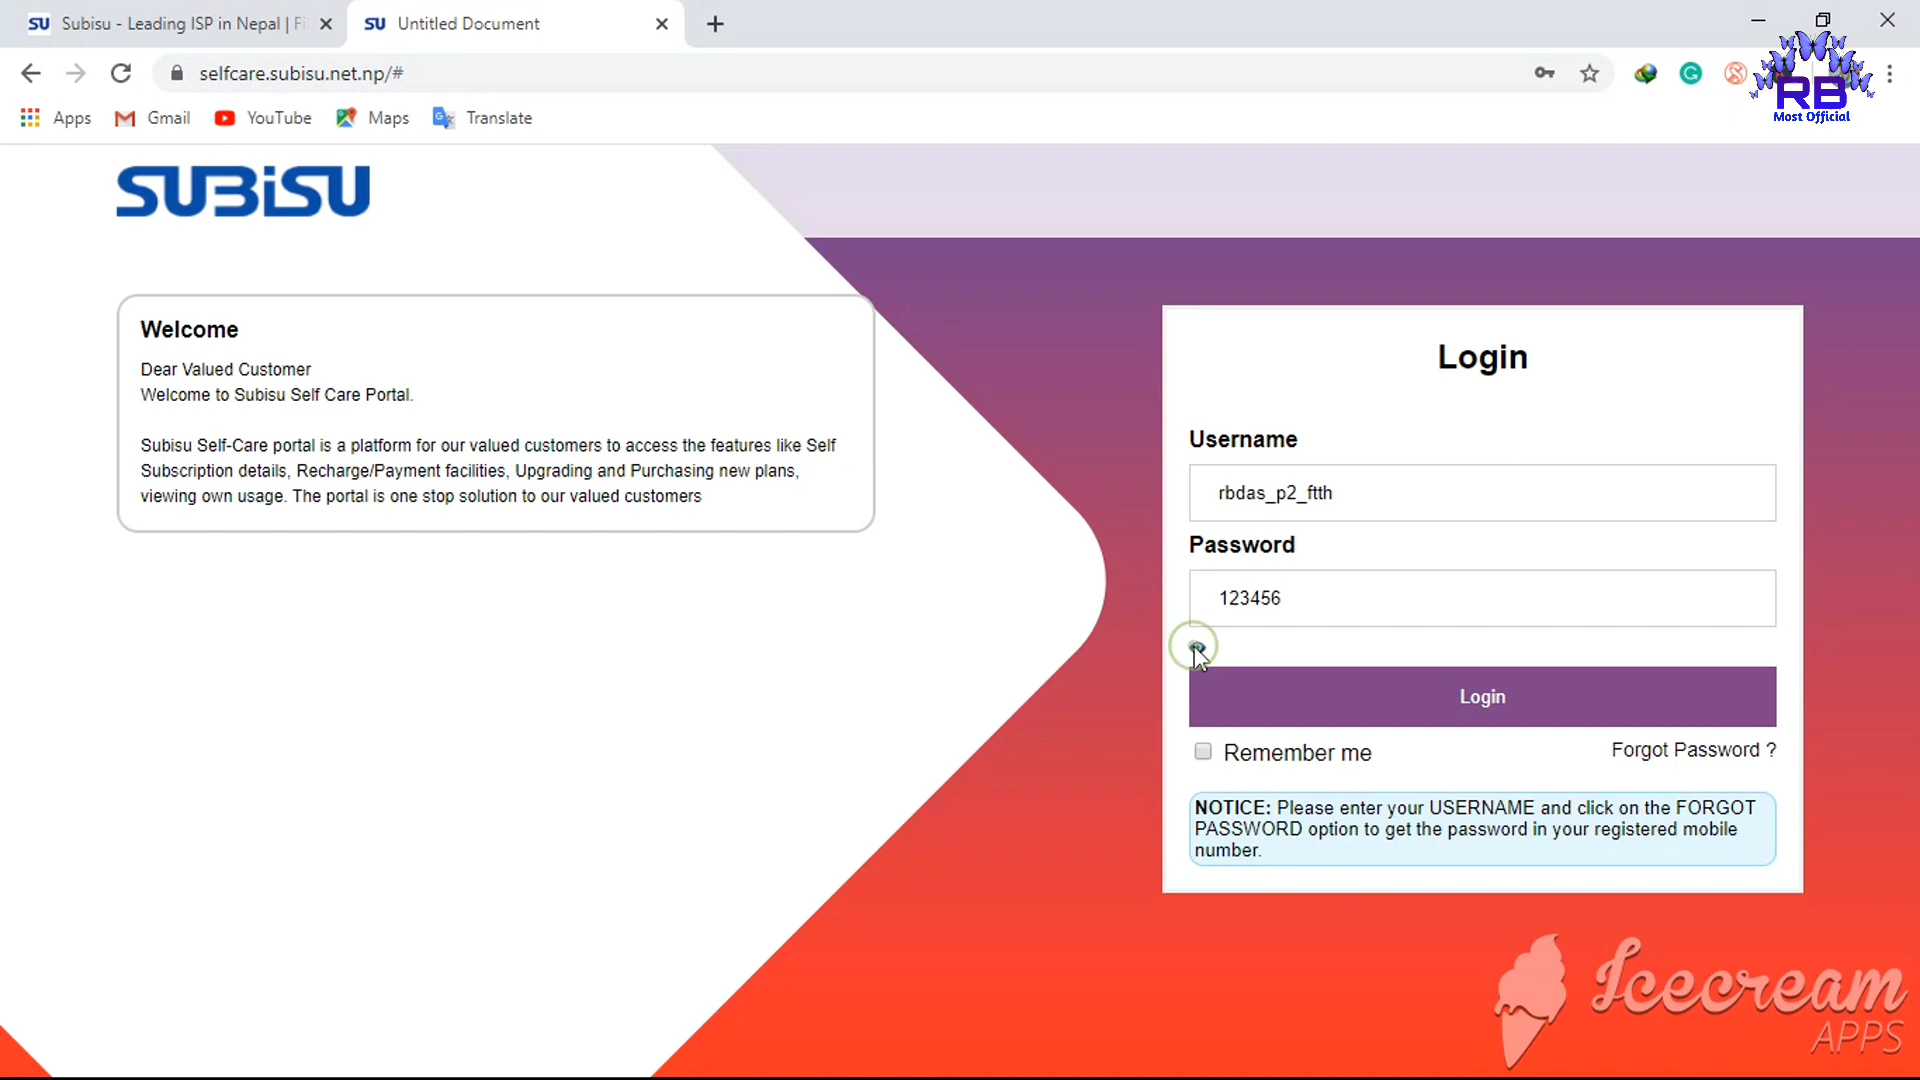 SU Subisu - Leading ISP in Nepal | Fi
SU Untitled Document
selfcare.subisu.net.np/#
Apps Gmail YouTube Maps Translate
RB
Most Official
SUBiSU
Welcome
Dear Valued Customer
Welcome to Subisu Self Care Portal.
Subisu Self-Care portal is a platform for our valued customers to access the features like Self
Subscription details, Recharge/Payment facilities, Upgrading and Purchasing new plans,
viewing own usage. The portal is one stop solution to our valued customers
Login
Username
rbdas_p2_ftth
Password
123456
Login
Remember me
Forgot Password ?
NOTICE: Please enter your USERNAME and click on the FORGOT
PASSWORD option to get the password in your registered mobile
number.
Icecream
APPS